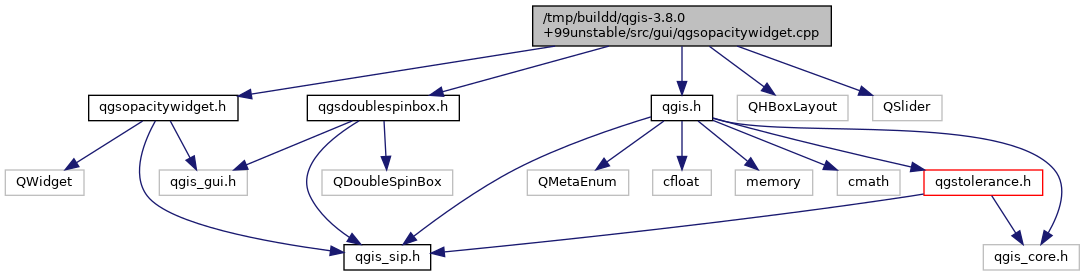 /tmp/buildd/qgis-3.8.0
+99unstable/src/gui/qgsopacitywidget.cpp
qgsopacitywidget.h
qgsdoublespinbox.h
qgis.h
QHBoxLayout
QSlider
QWidget
qgis_gui.h
QDoubleSpinBox
QMetaEnum
cfloat
memory
cmath
qgstolerance.h
qgis_sip.h
qgis_core.h